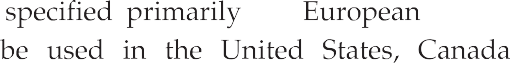 specified primarily European
be used in the United States, Canada